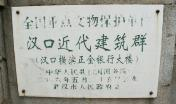 全国重点文物保护单位
汉口近代建筑群
（汉口横滨正金银行大楼）
中华人民共和国国务院
武汉市人民政府立